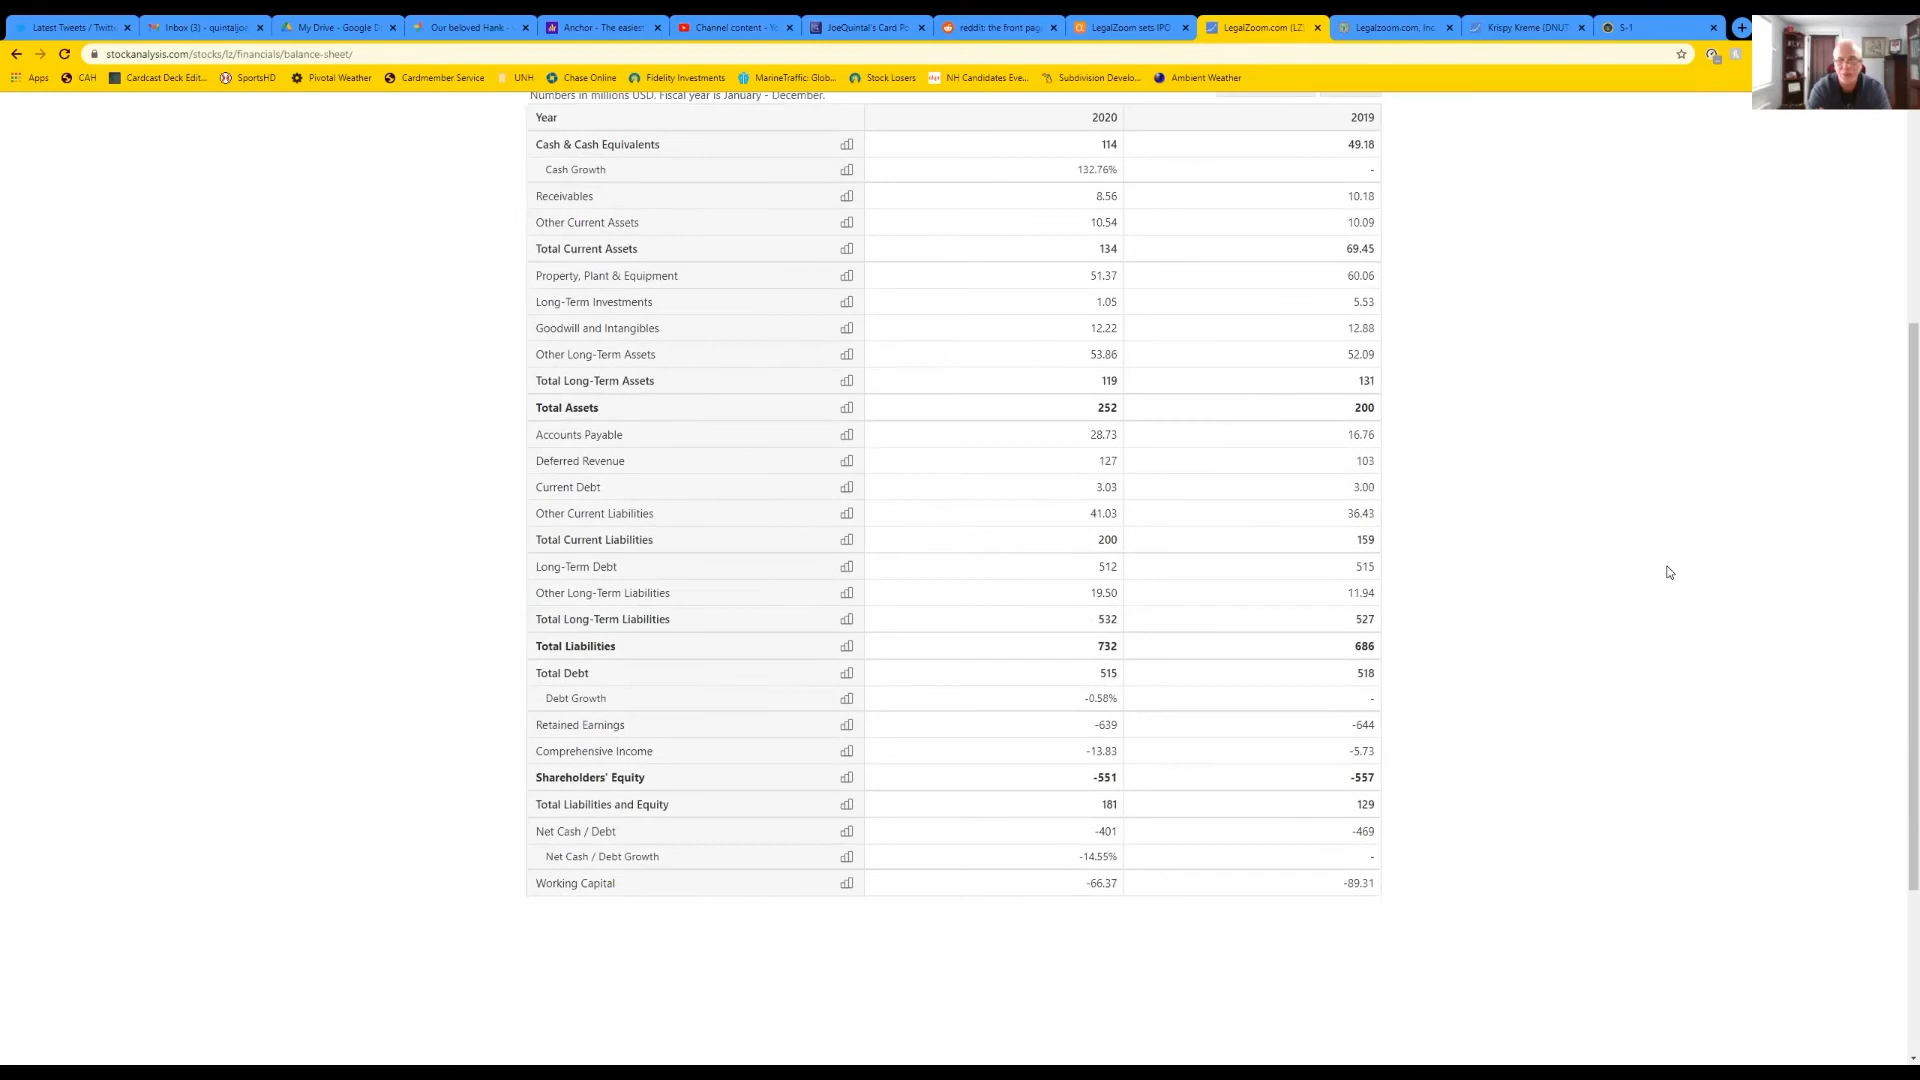 Latest Tweets / Twitte Inbox (3) - quintaljoe My Drive - Google D Our beloved Hank - Anchor - The easies Channel content - Yo JoeQuintal's Card Po reddit: the front page LegalZoom sets IPO LegalZoom.com (LZ) Legalzoom.com, Inc. Krispy Kreme (DNUT S-1
stockanalysis.com/stocks/lz/financials/balance-sheet/
Apps CAH Cardcast Deck Edit... SportsHD Pivotal Weather Cardmember Service UNH Chase Online Fidelity Investments MarineTraffic: Glob... Stock Losers NH Candidates Eve... Subdivision Develo... Ambient Weather
Numbers in millions USD. Fiscal year is January - December.
Year 2020 2019
Cash & Cash Equivalents 114 49.18
Cash Growth 132.76% -
Receivables 8.56 10.18
Other Current Assets 10.54 10.09
Total Current Assets 134 69.45
Property, Plant & Equipment 51.37 60.06
Long-Term Investments 1.05 5.53
Goodwill and Intangibles 12.22 12.88
Other Long-Term Assets 53.86 52.09
Total Long-Term Assets 119 131
Total Assets 252 200
Accounts Payable 28.73 16.76
Deferred Revenue 127 103
Current Debt 3.03 3.00
Other Current Liabilities 41.03 36.43
Total Current Liabilities 200 159
Long-Term Debt 512 515
Other Long-Term Liabilities 19.50 11.94
Total Long-Term Liabilities 532 527
Total Liabilities 732 686
Total Debt 515 518
Debt Growth -0.58% -
Retained Earnings -639 -644
Comprehensive Income -13.83 -5.73
Shareholders' Equity -551 -557
Total Liabilities and Equity 181 129
Net Cash / Debt -401 -469
Net Cash / Debt Growth -14.55% -
Working Capital -66.37 -89.31